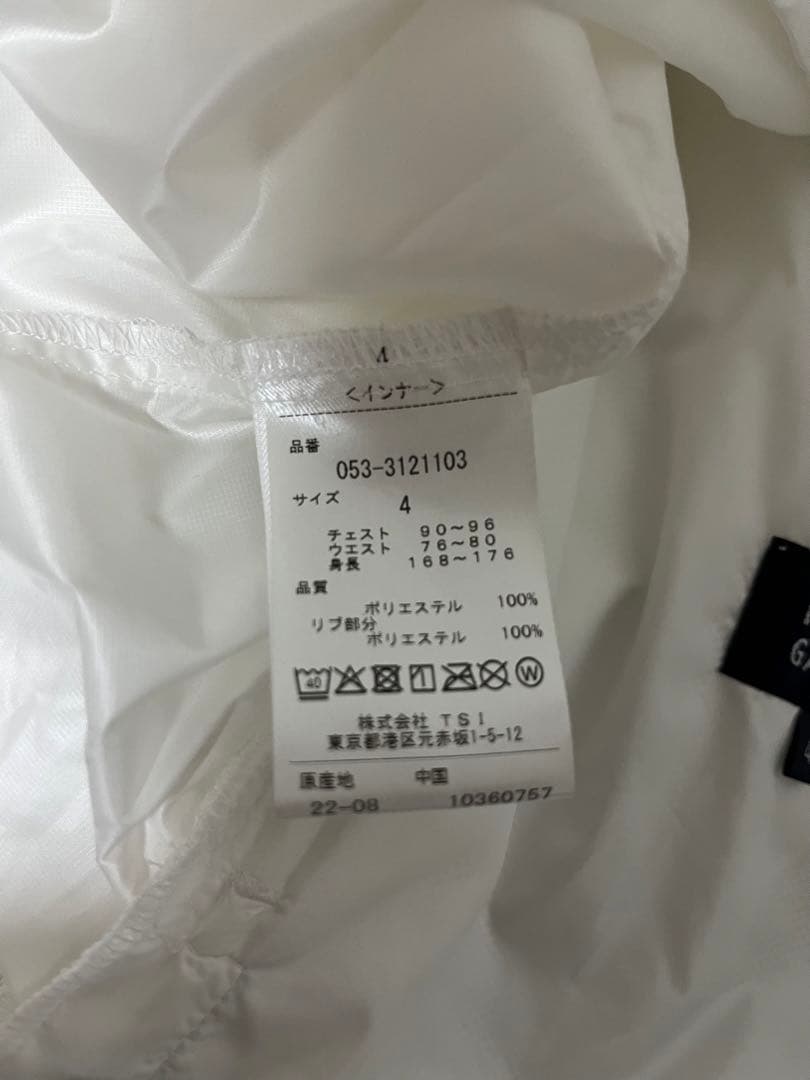 4
<インナー>
品番
053-3121103
サイズ
4
チェスト 90~96
ウエスト 76~80
身長 168~176
品質
ポリエステル 100%
リブ部分
ポリエステル 100%
40 W
株式会社 TSI
東京都港区元赤坂1-5-12
原産地 中国
22-08 10360757